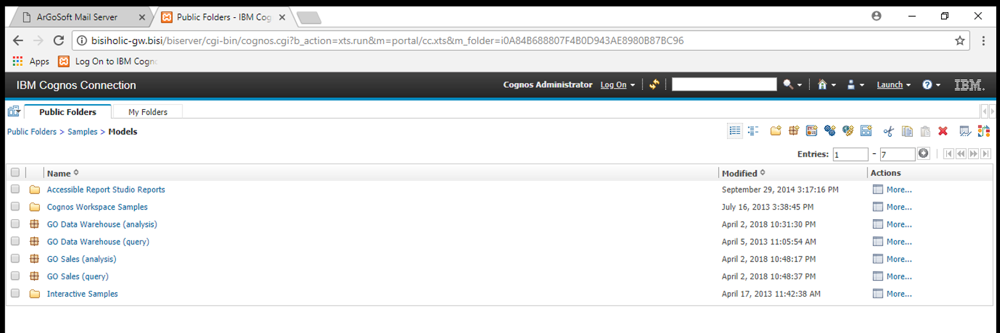 ArGoSoft Mail Server
Public Folders - IBM Cog
bisiholic-gw.bisi/biserver/cgi-bin/cognos.cgi?b_action=xts.run&m=portal/cc.xts&m_folder=i0A84B688807F4B0D943AE8980B87BC96
Apps Log On to IBM Cogno
IBM Cognos Connection Cognos Administrator Log On Launch IBM.
Public Folders My Folders
Public Folders > Samples > Models
Entries: 1 - 7
Name Modified Actions
Accessible Report Studio Reports September 29, 2014 3:17:16 PM More...
Cognos Workspace Samples July 16, 2013 3:38:45 PM More...
GO Data Warehouse (analysis) April 2, 2018 10:31:30 PM More...
GO Data Warehouse (query) April 5, 2013 11:05:54 AM More...
GO Sales (analysis) April 2, 2018 10:48:17 PM More...
GO Sales (query) April 2, 2018 10:48:37 PM More...
Interactive Samples April 17, 2013 11:42:38 AM More...